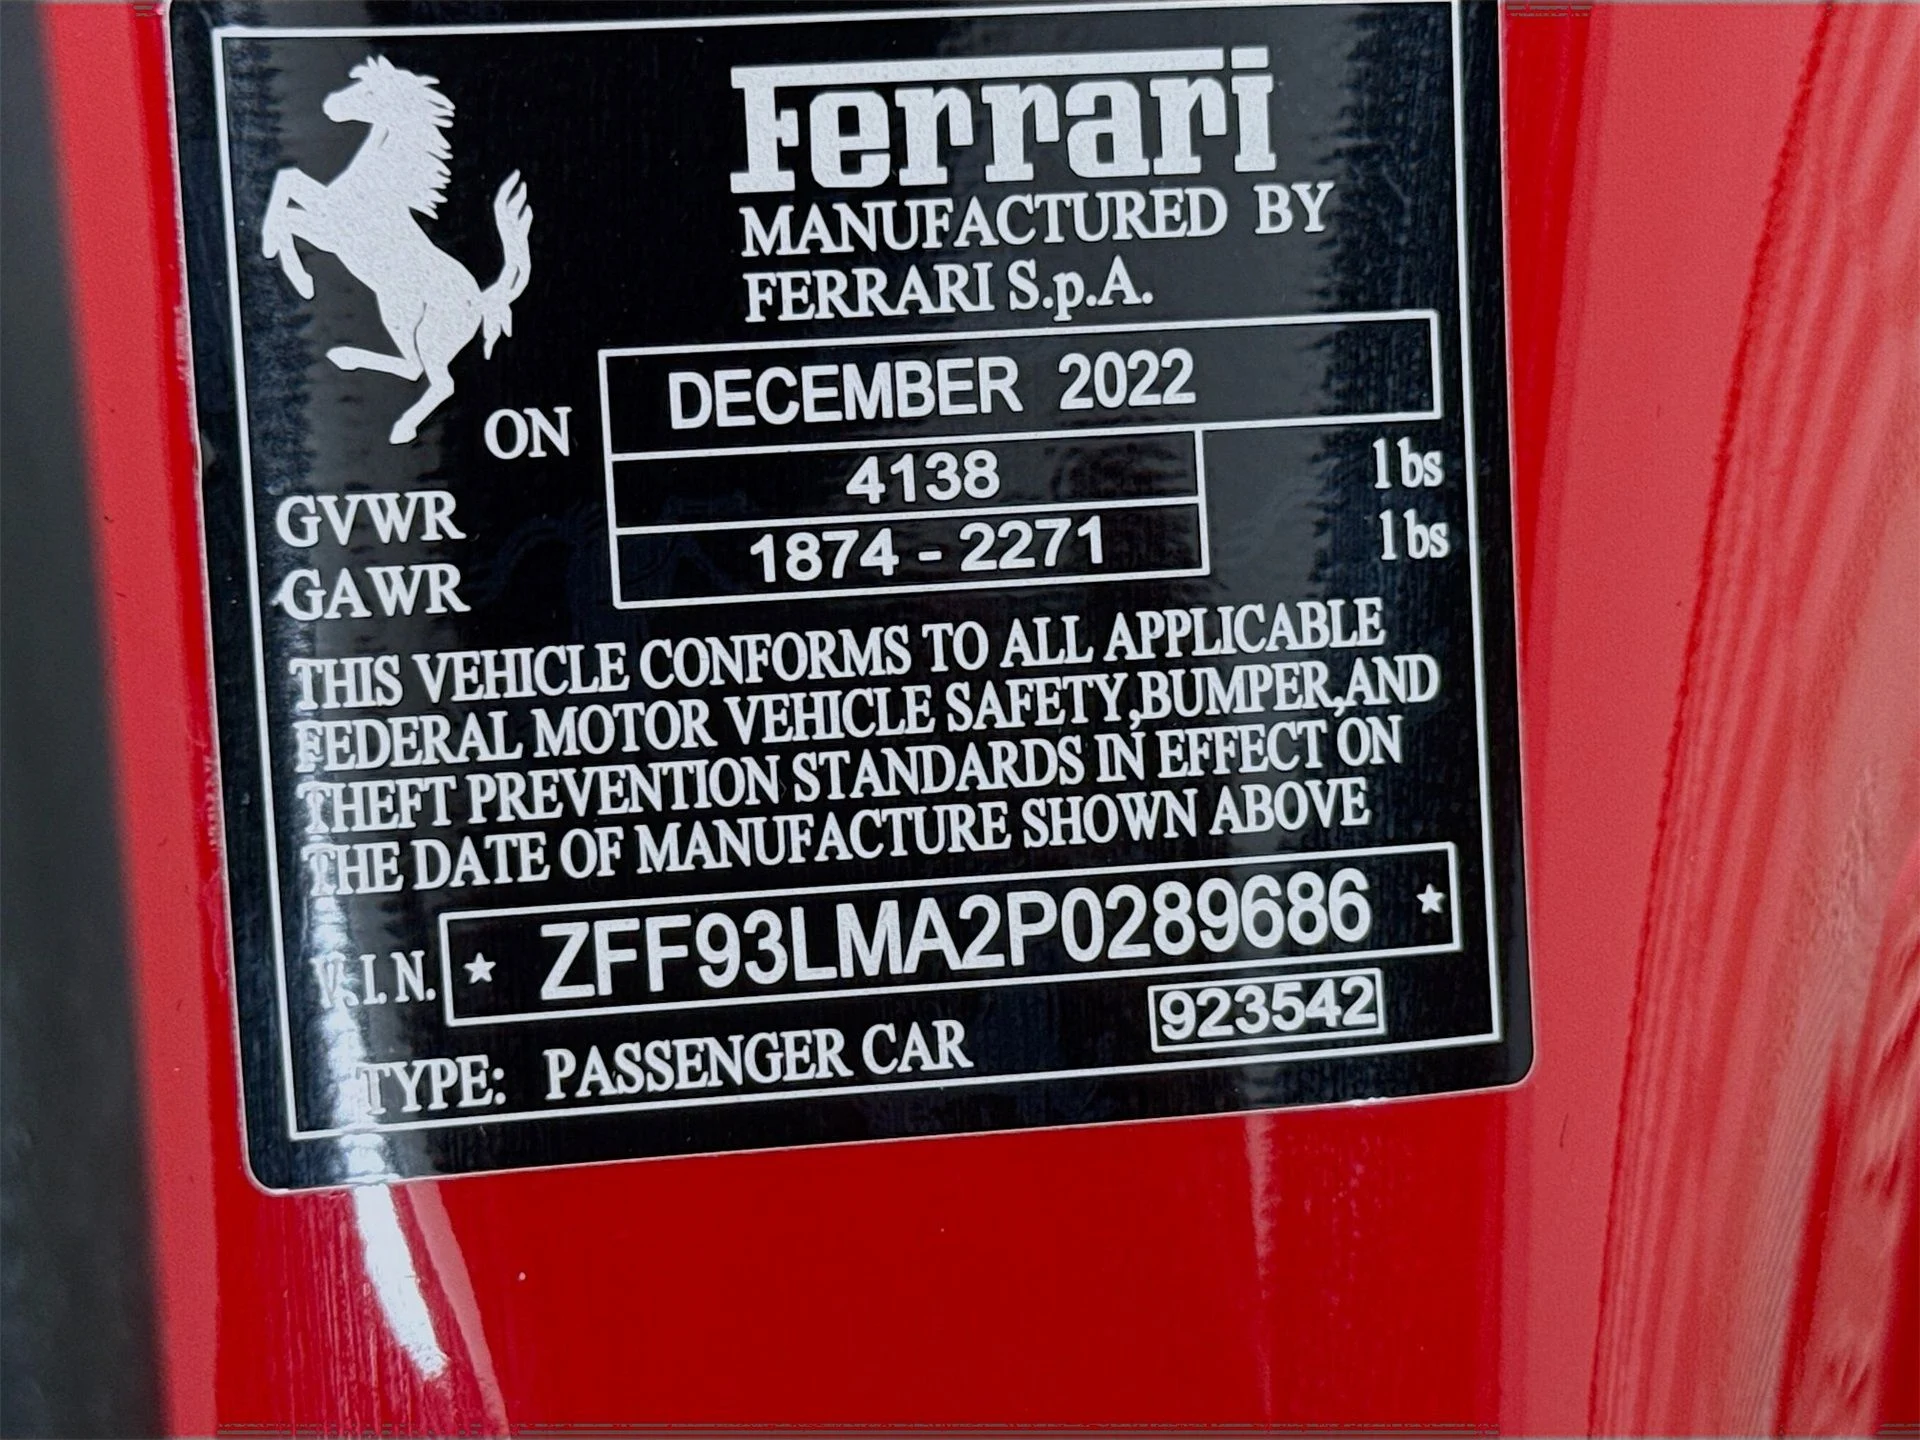 Ferrari
MANUFACTURED BY
FERRARI S.p.A.
ON DECEMBER 2022
GVWR 4138 lbs
GAWR 1874 - 2271 lbs
THIS VEHICLE CONFORMS TO ALL APPLICABLE
FEDERAL MOTOR VEHICLE SAFETY,BUMPER,AND
THEFT PREVENTION STANDARDS IN EFFECT ON
THE DATE OF MANUFACTURE SHOWN ABOVE
V.I.N. ★ ZFF93LMA2P0289686 ★
923542
TYPE: PASSENGER CAR